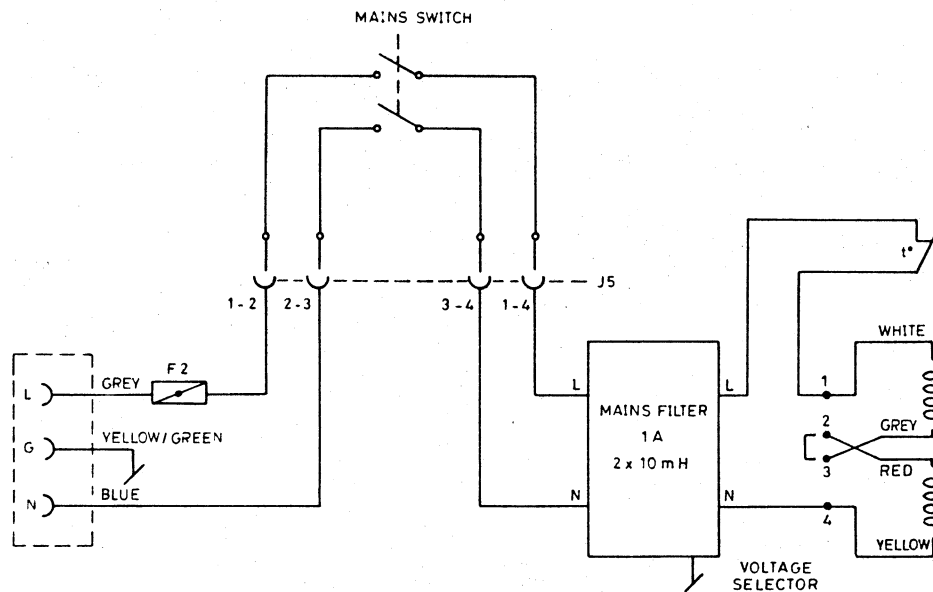 MAINS SWITCH
J5
1-2 2-3 3-4 1-4
t°
WHITE
F2
L GREY
L
L
1
MAINS FILTER
1 A
2 x 10 mH
2
GREY
G YELLOW/GREEN
3
RED
N BLUE
N
N
4
YELLOW
VOLTAGE
SELECTOR